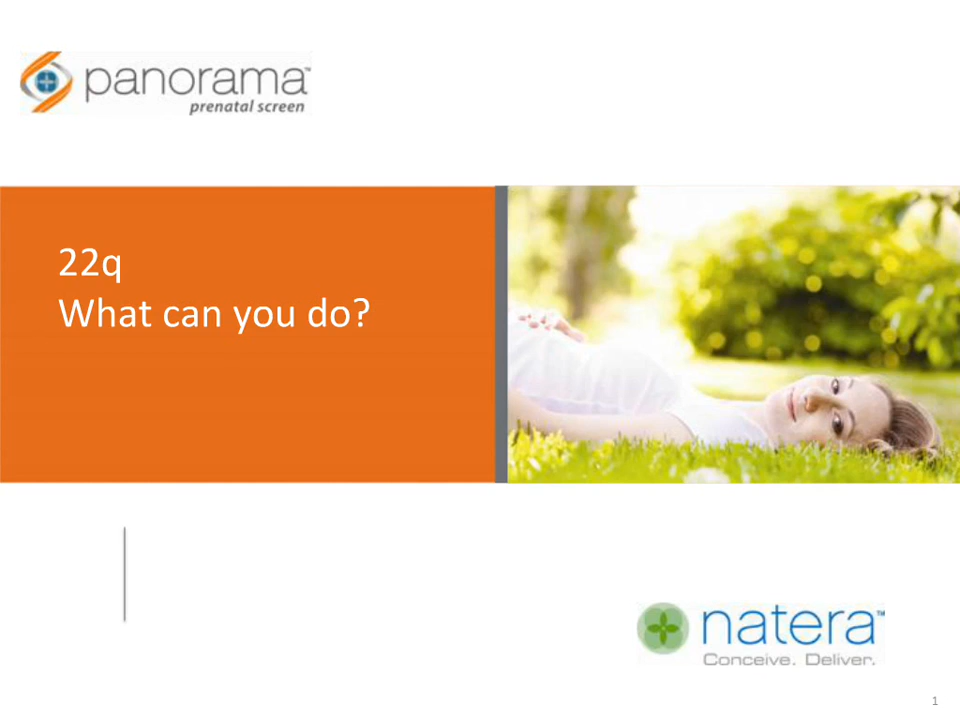 panorama™
prenatal screen
22q
What can you do?
natera™
Conceive. Deliver.
1